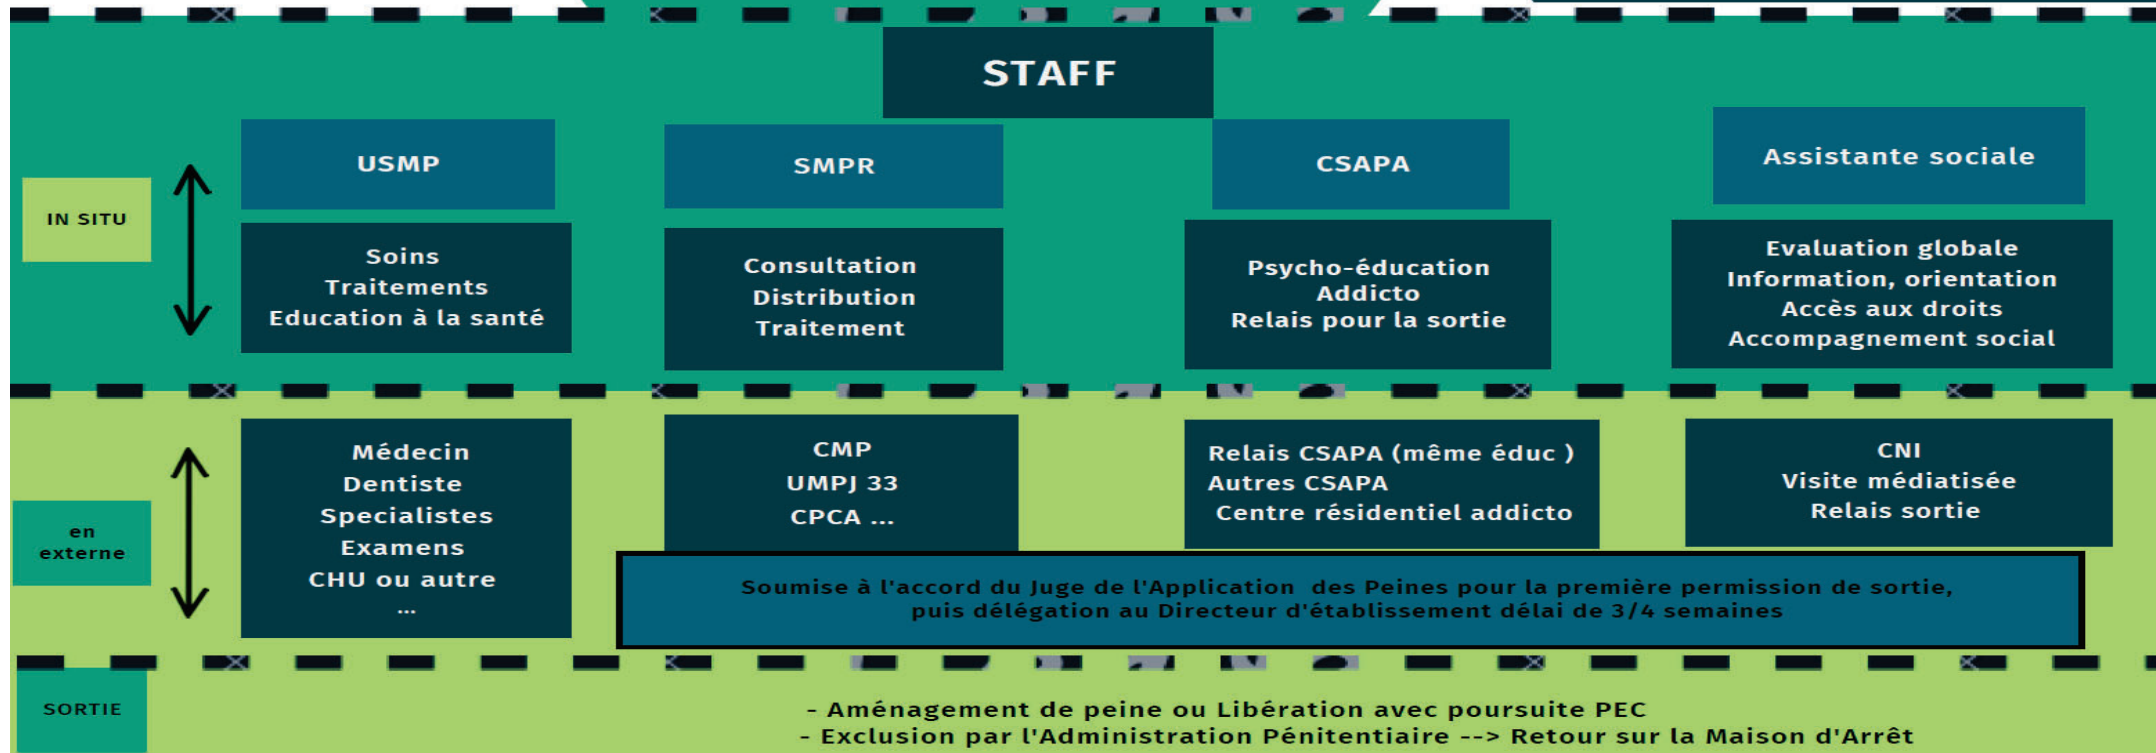 STAFF
USMP
SMPR
CSAPA
Assistante sociale
IN SITU
Soins
Traitements
Education à la santé
Consultation
Distribution
Traitement
Psycho-éducation
Addicto
Relais pour la sortie
Evaluation globale
Information, orientation
Accès aux droits
Accompagnement social
en
externe
Médecin
Dentiste
Specialistes
Examens
CHU ou autre
...
CMP
UMPJ 33
CPCA ...
Relais CSAPA (même éduc )
Autres CSAPA
Centre résidentiel addicto
CNI
Visite médiatisée
Relais sortie
Soumise à l'accord du Juge de l'Application des Peines pour la première permission de sortie,
puis délégation au Directeur d'établissement délai de 3/4 semaines
SORTIE
- Aménagement de peine ou Libération avec poursuite PEC
- Exclusion par l'Administration Pénitentiaire --> Retour sur la Maison d'Arrêt